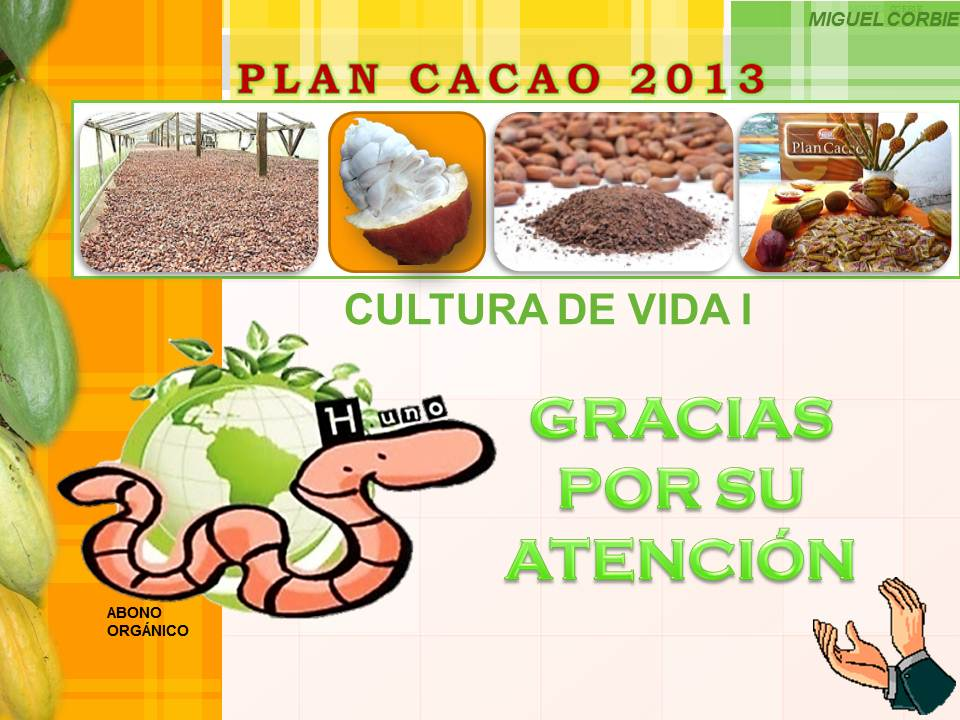 MIGUEL CORBIE
PLAN CACAO 2013
Plan Cacao
CULTURA DE VIDA I
H uno
GRACIAS
POR SU
ATENCIÓN
ABONO
ORGÁNICO